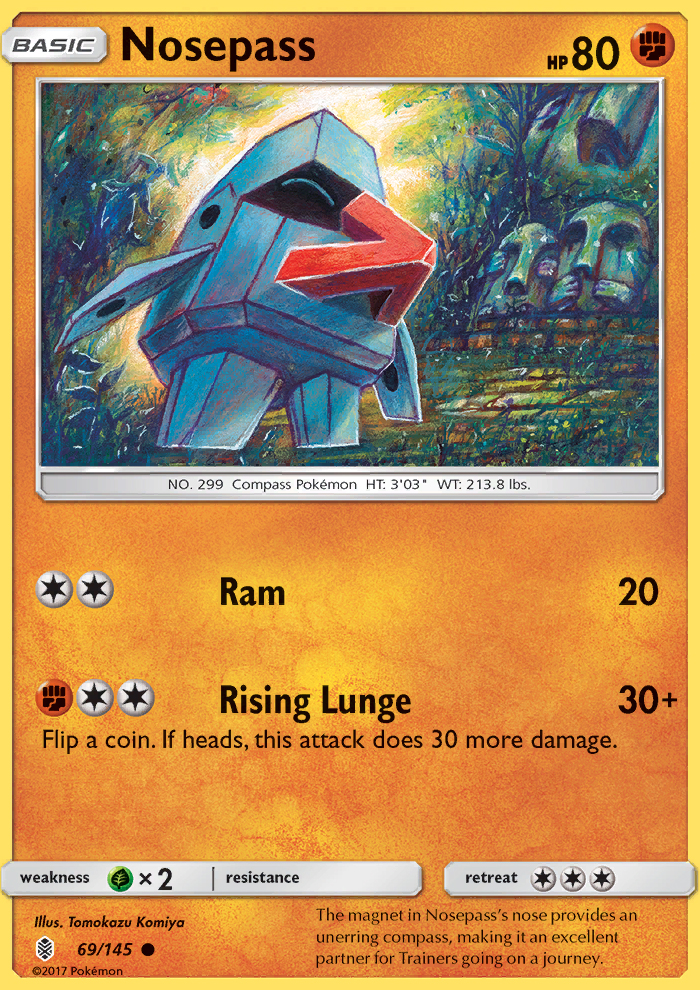 BASIC Nosepass HP 80
NO. 299 Compass Pokémon HT: 3'03" WT: 213.8 lbs.
Ram 20
Rising Lunge 30+
Flip a coin. If heads, this attack does 30 more damage.
weakness ×2 resistance retreat
Illus. Tomokazu Komiya
69/145
©2017 Pokémon
The magnet in Nosepass's nose provides an
unerring compass, making it an excellent
partner for Trainers going on a journey.